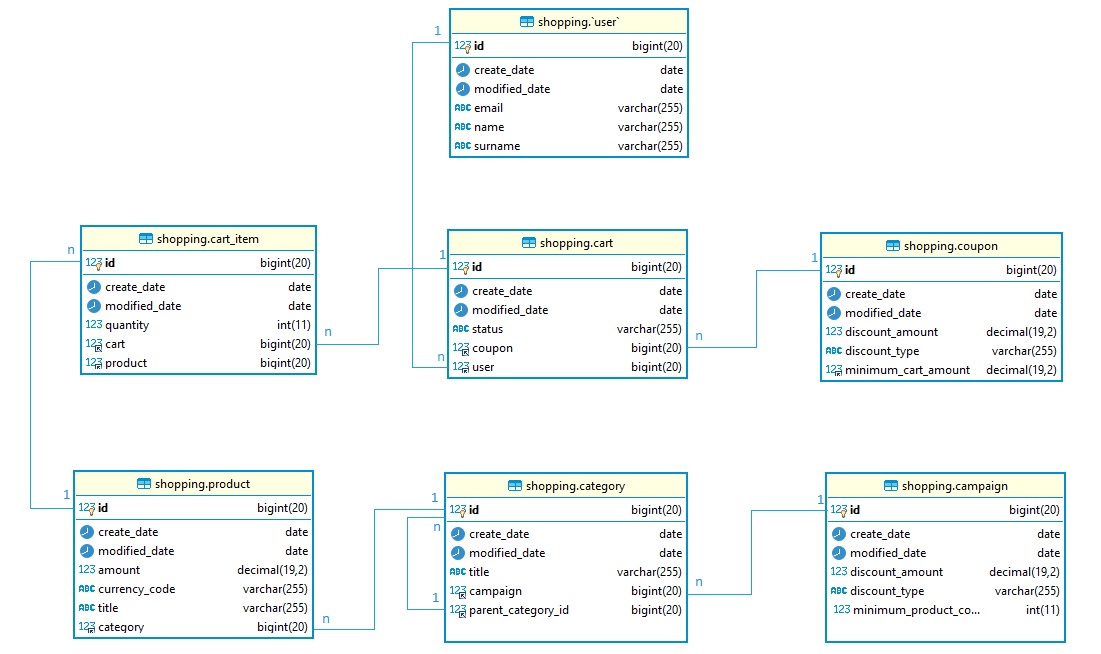 shopping.`user`
1
123 id bigint(20)
create_date date
modified_date date
ABC email varchar(255)
ABC name varchar(255)
ABC surname varchar(255)
shopping.cart_item
n
123 id bigint(20)
create_date date
modified_date date
123 quantity int(11)
123 cart bigint(20)
n
123 product bigint(20)
shopping.cart
1
123 id bigint(20)
create_date date
modified_date date
ABC status varchar(255)
123 coupon bigint(20)
n
n
123 user bigint(20)
shopping.coupon
1
123 id bigint(20)
create_date date
modified_date date
123 discount_amount decimal(19,2)
ABC discount_type varchar(255)
123 minimum_cart_amount decimal(19,2)
shopping.product
1
123 id bigint(20)
create_date date
modified_date date
123 amount decimal(19,2)
ABC currency_code varchar(255)
ABC title varchar(255)
123 category bigint(20)
n
shopping.category
1
123 id bigint(20)
n
create_date date
modified_date date
ABC title varchar(255)
123 campaign bigint(20)
n
1
123 parent_category_id bigint(20)
shopping.campaign
1
123 id bigint(20)
create_date date
modified_date date
123 discount_amount decimal(19,2)
ABC discount_type varchar(255)
123 minimum_product_co... int(11)